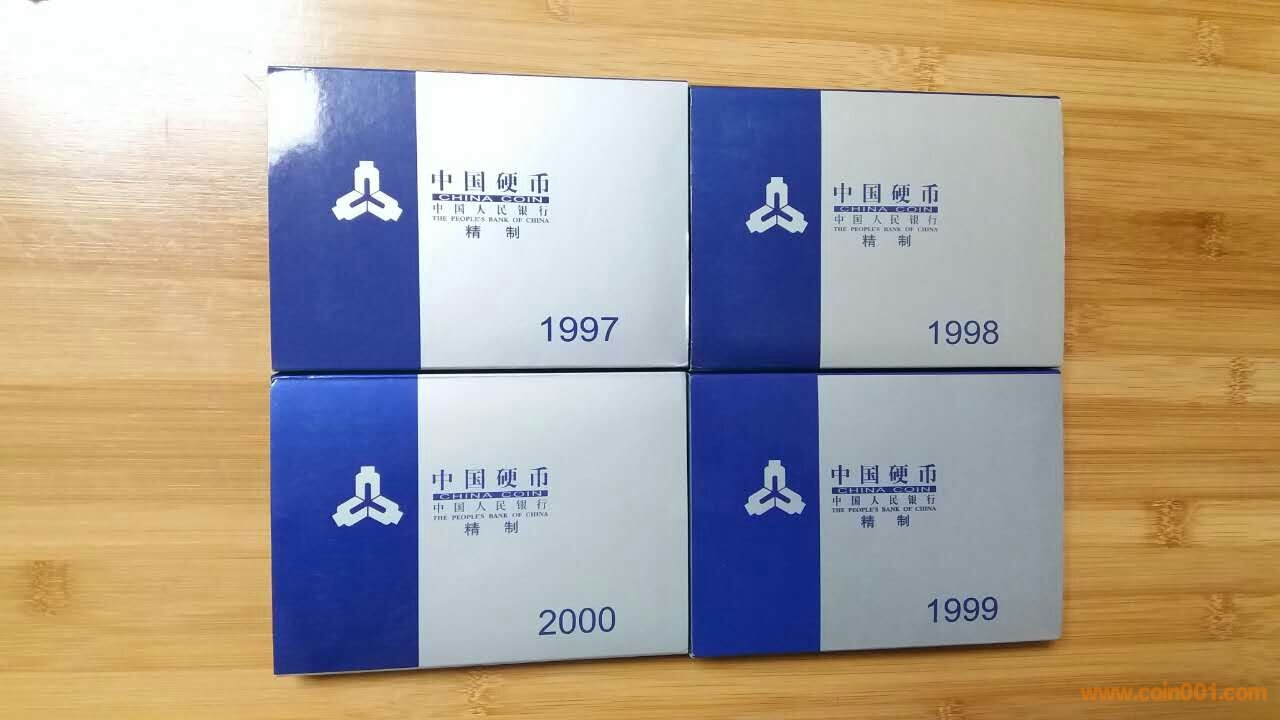 中国硬币
CHINA COIN
中国人民银行
THE PEOPLE'S BANK OF CHINA
精 制
1997
中国硬币
CHINA COIN
中国人民银行
THE PEOPLE'S BANK OF CHINA
精 制
1998
中国硬币
CHINA COIN
中国人民银行
THE PEOPLE'S BANK OF CHINA
精 制
2000
中国硬币
CHINA COIN
中国人民银行
THE PEOPLE'S BANK OF CHINA
精 制
1999
www.coin001.com